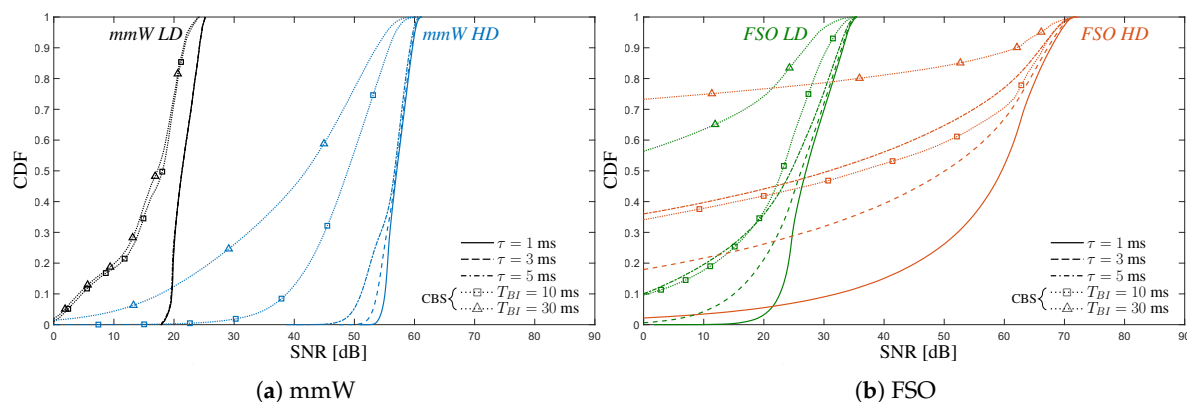 mmW LD
mmW HD
CDF
1
0.9
0.8
0.7
0.6
0.5
0.4
0.3
0.2
0.1
0
τ = 1 ms
τ = 3 ms
τ = 5 ms
CBS { T_BI = 10 ms
T_BI = 30 ms
0 10 20 30 40 50 60 70 80 90
SNR [dB]
(a) mmW
FSO LD
FSO HD
CDF
1
0.9
0.8
0.7
0.6
0.5
0.4
0.3
0.2
0.1
0
τ = 1 ms
τ = 3 ms
τ = 5 ms
CBS { T_BI = 10 ms
T_BI = 30 ms
0 10 20 30 40 50 60 70 80 90
SNR [dB]
(b) FSO